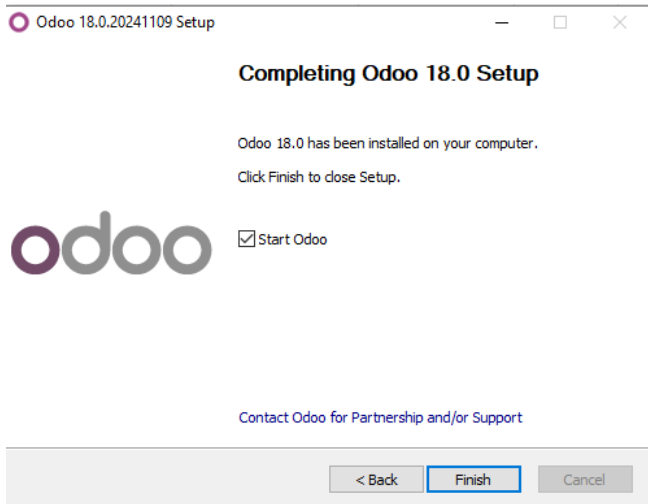 Odoo 18.0.20241109 Setup
Completing Odoo 18.0 Setup
Odoo 18.0 has been installed on your computer.
Click Finish to close Setup.
odoo
Start Odoo
Contact Odoo for Partnership and/or Support
< Back
Finish
Cancel